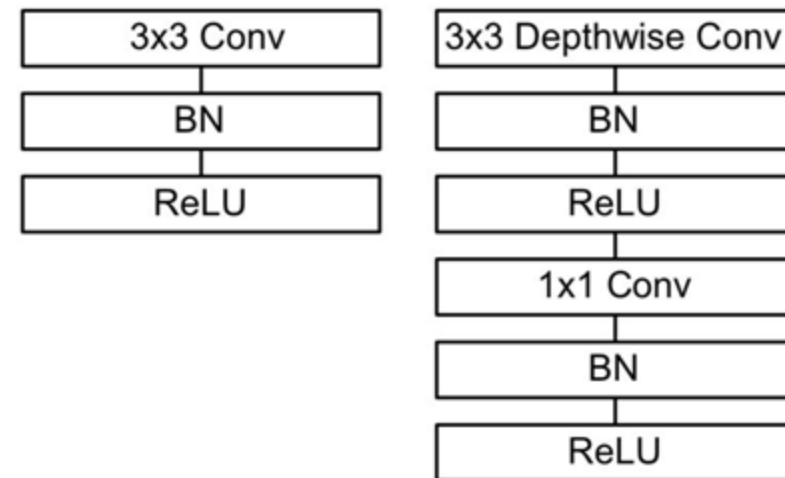 3x3 Conv
BN
ReLU
3x3 Depthwise Conv
BN
ReLU
1x1 Conv
BN
ReLU